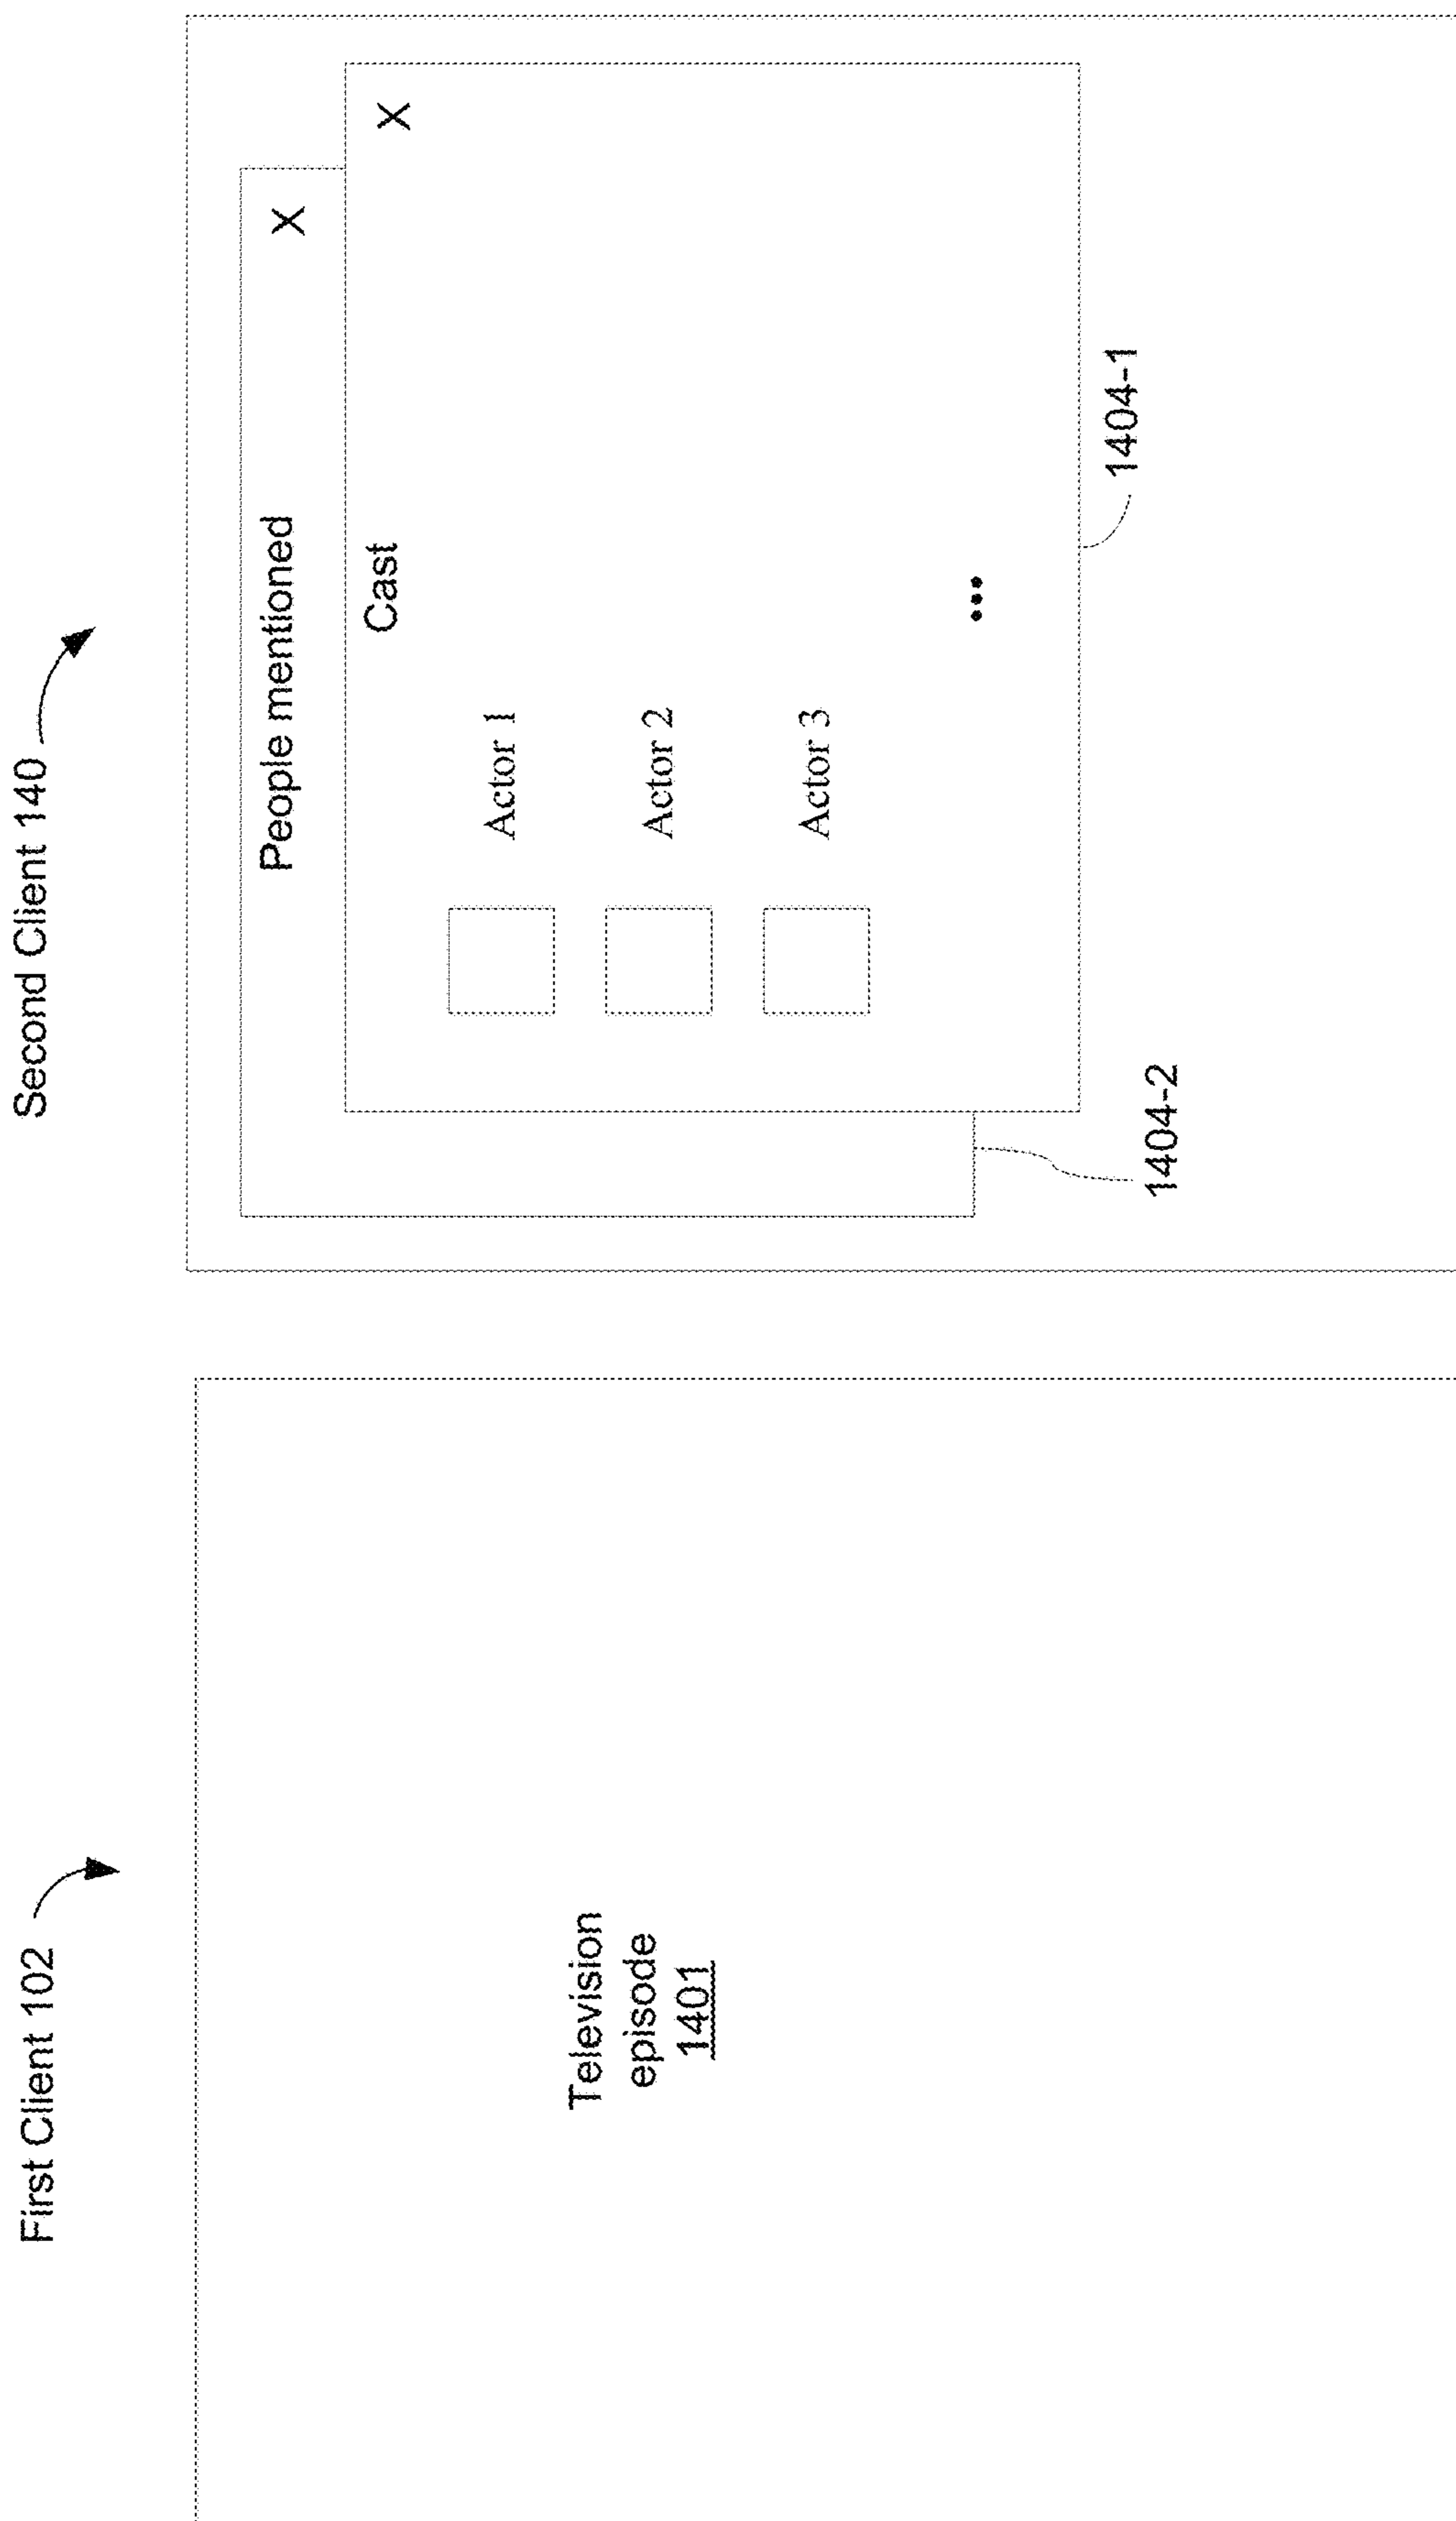 First Client 102
Television
episode
1401
Second Client 140
People mentioned
X
Cast
X
Actor 1
Actor 2
Actor 3
...
1404-2
1404-1